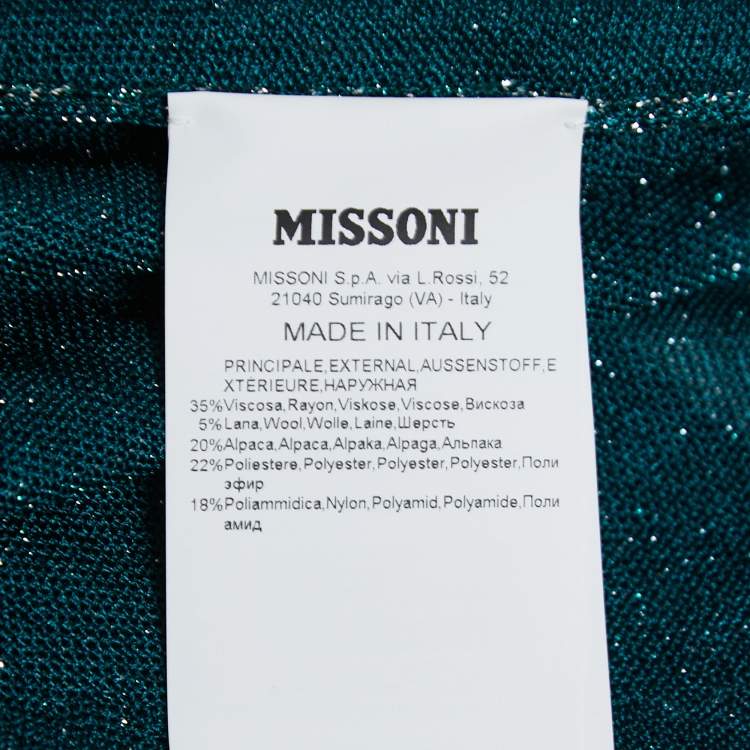 MISSONI
MISSONI S.p.A. via L.Rossi, 52
21040 Sumirago (VA) - Italy
MADE IN ITALY
PRINCIPALE,EXTERNAL,AUSSENSTOFF,E
XTÉRIEURE,НАРУЖНАЯ
35%Viscosa,Rayon,Viskose,Viscose,Вискоза
5%Lana,Wool,Wolle,Laine,Шерсть
20%Alpaca,Alpaca,Alpaka,Alpaga,Альпака
22%Poliestere,Polyester,Polyester,Polyester,Поли
эфир
18%Poliammidica,Nylon,Polyamid,Polyamide,Поли
амид